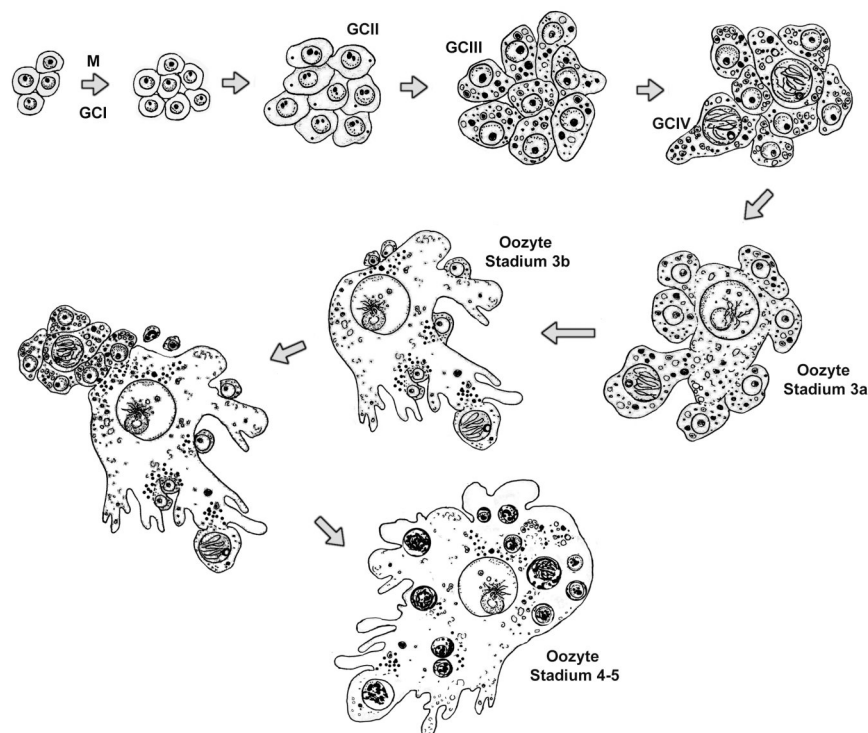 M
GCI
GCII
GCIII
GCIV
Oozyte
Stadium 3b
Oozyte
Stadium 3a
Oozyte
Stadium 4-5